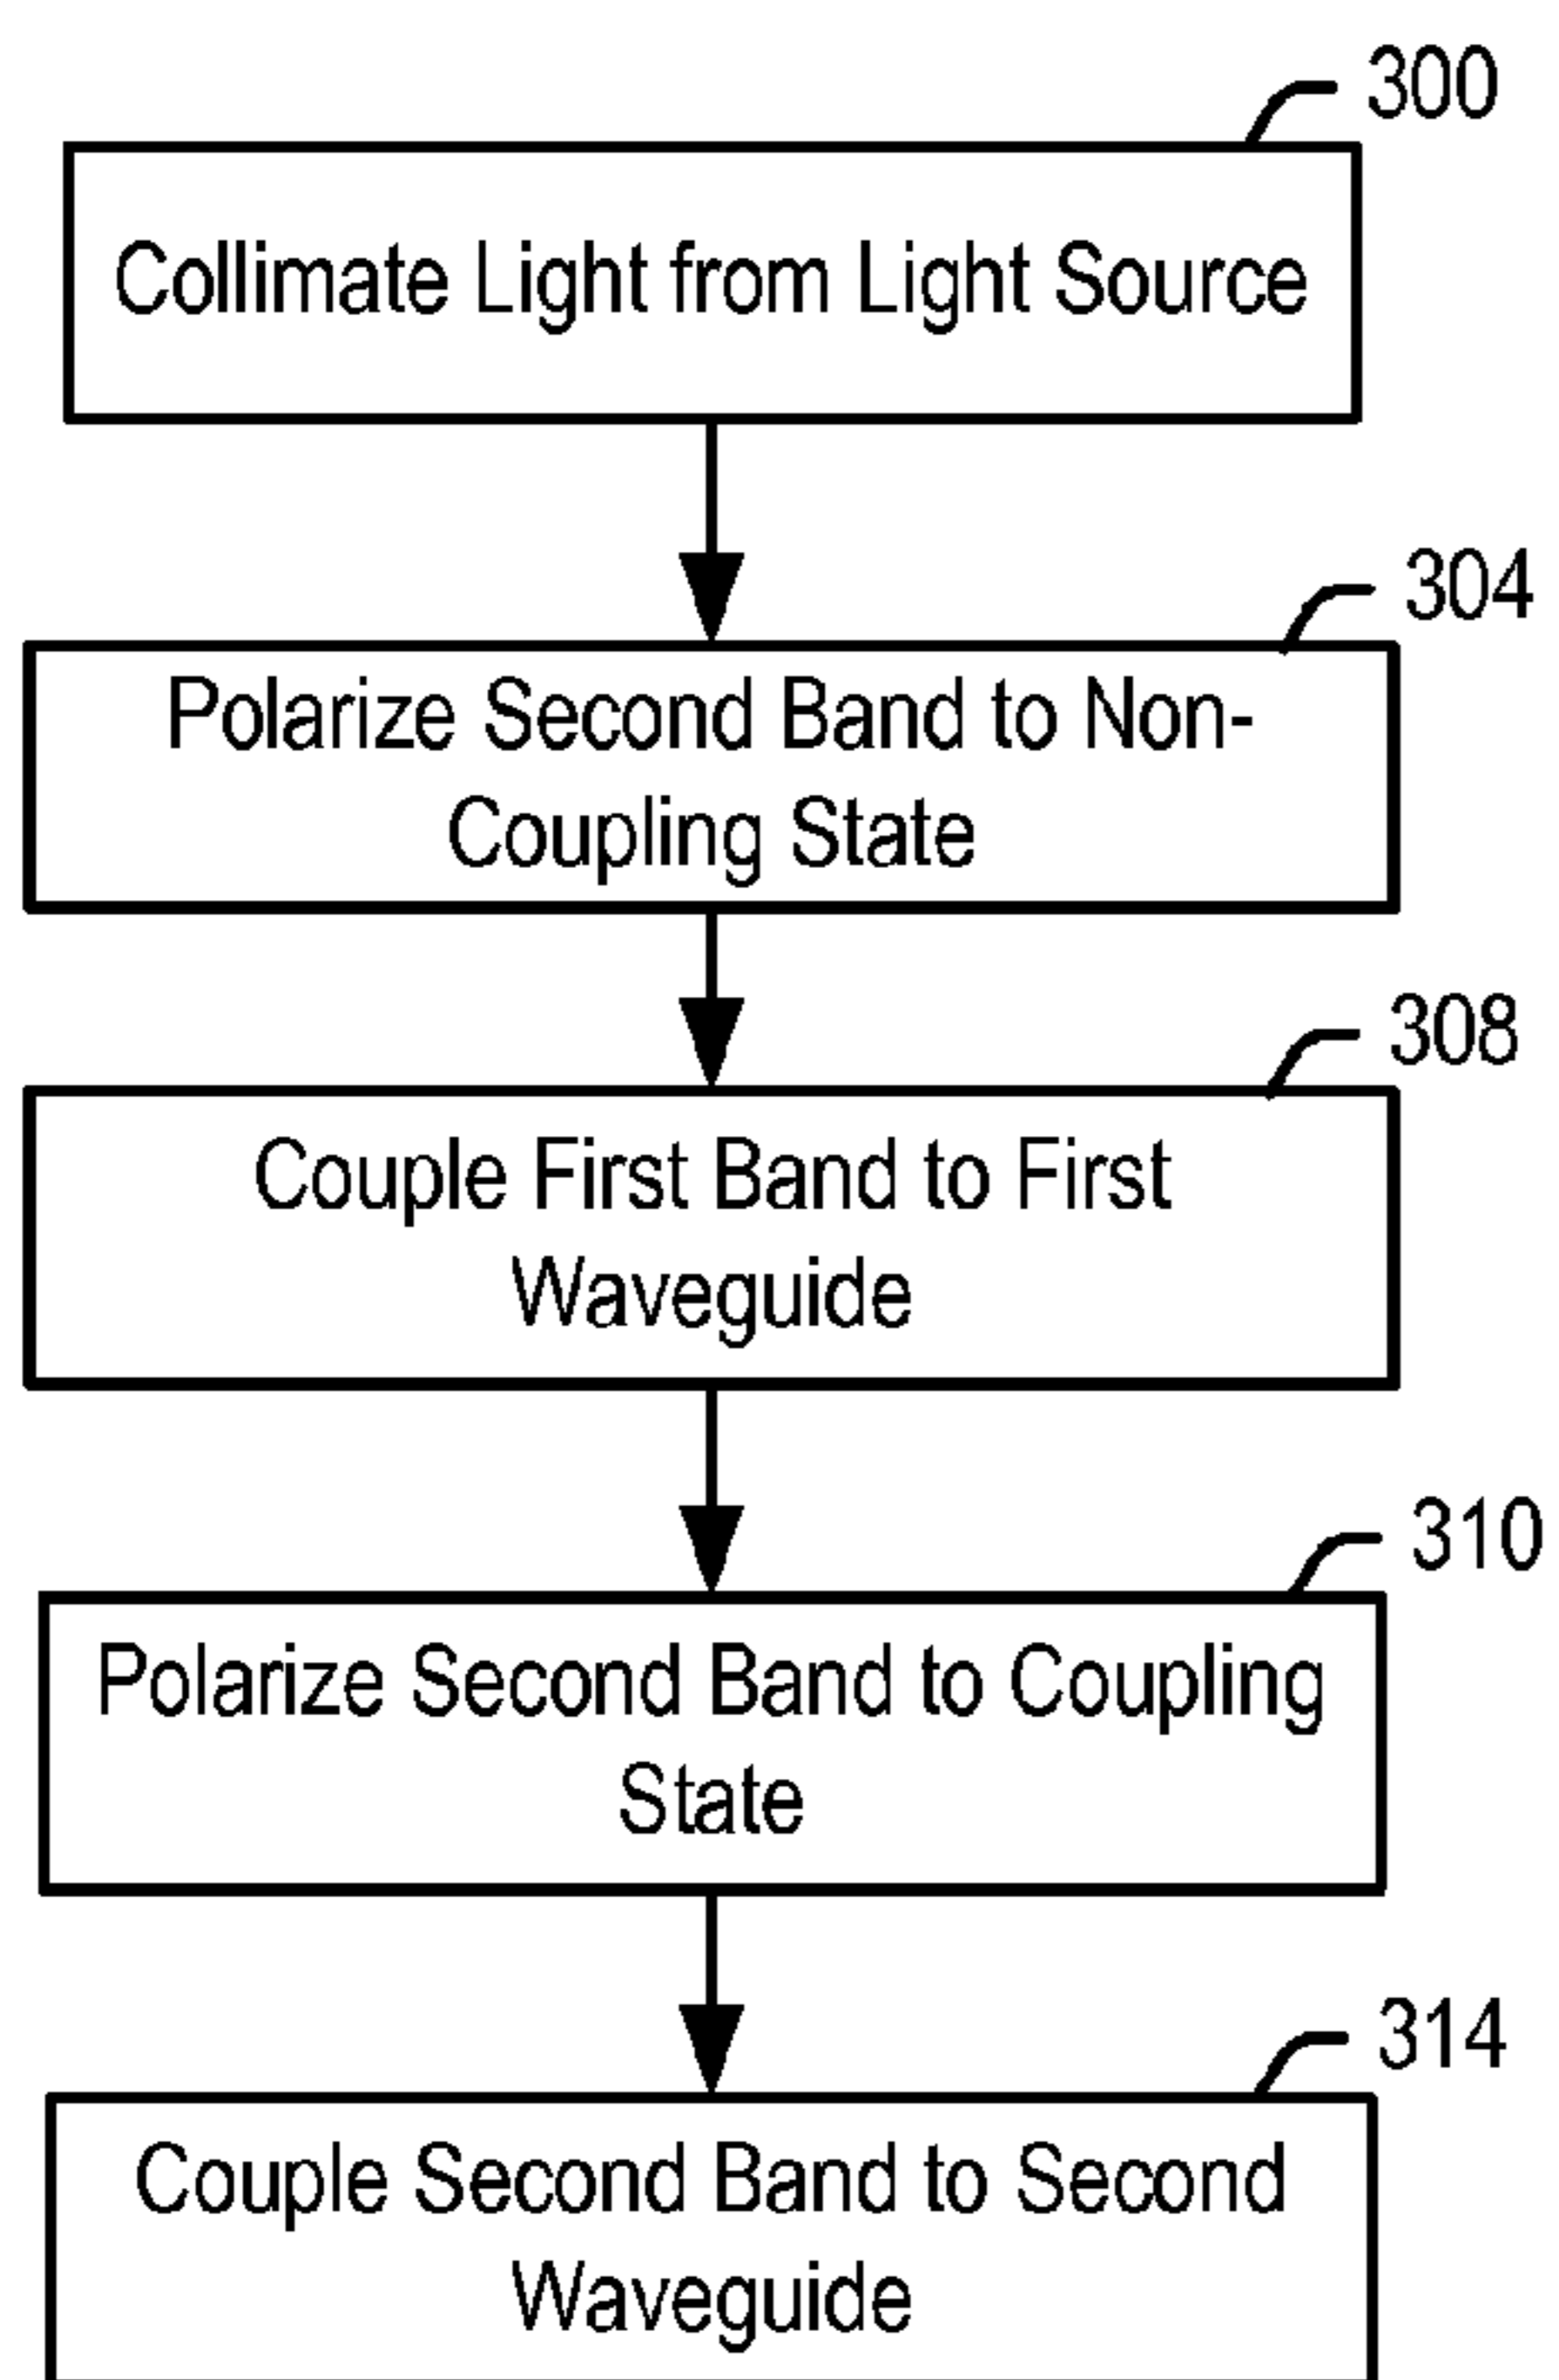 300
Collimate Light from Light Source
304
Polarize Second Band to Non-
Coupling State
308
Couple First Band to First
Waveguide
310
Polarize Second Band to Coupling
State
314
Couple Second Band to Second
Waveguide